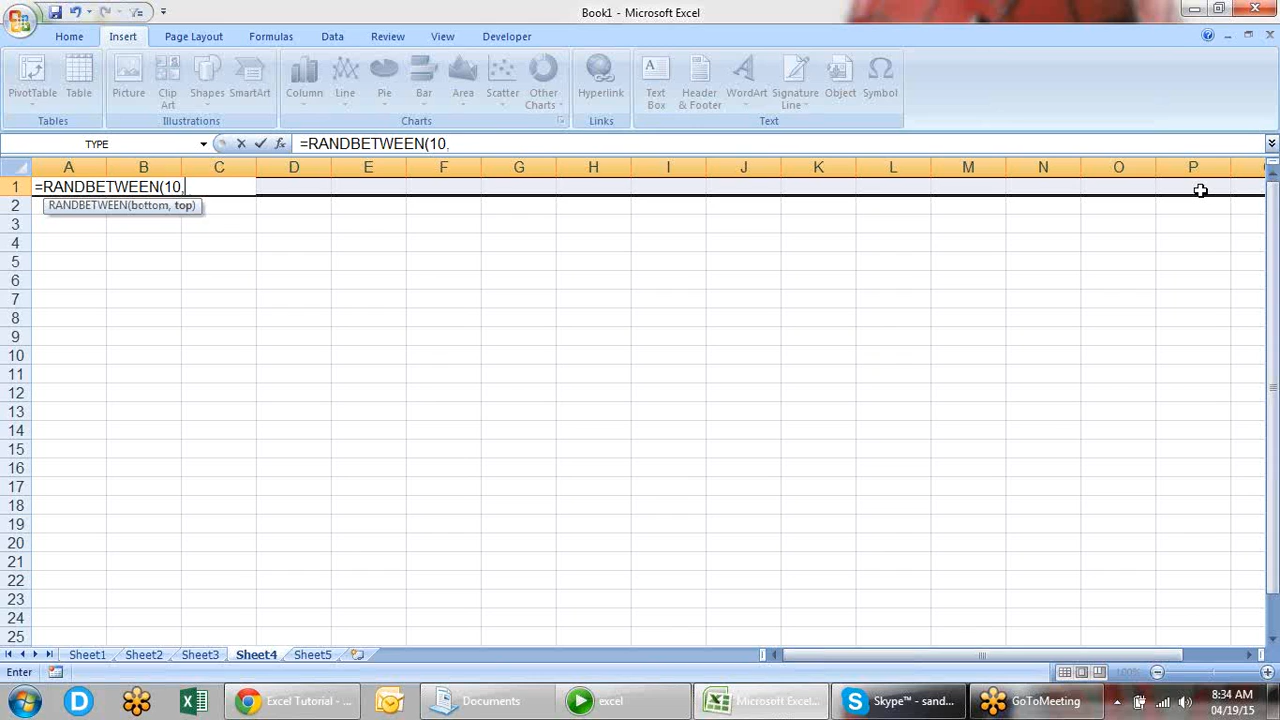 Book1 - Microsoft Excel
Home Insert Page Layout Formulas Data Review View Developer
PivotTable Table Picture Clip Art Shapes SmartArt Column Line Pie Bar Area Scatter Other Charts Hyperlink Text Box Header & Footer WordArt Signature Line Object Symbol
Tables Illustrations Charts Links Text
TYPE fx =RANDBETWEEN(10,
A B C D E F G H I J K L M N O P
1 =RANDBETWEEN(10,
2 RANDBETWEEN(bottom, top)
3
4
5
6
7
8
9
10
11
12
13
14
15
16
17
18
19
20
21
22
23
24
25
Sheet1 Sheet2 Sheet3 Sheet4 Sheet5
Enter 100%
Excel Tutorial - ... Documents excel Microsoft Exce... Skype™ - sand... GoToMeeting 8:34 AM
04/19/15